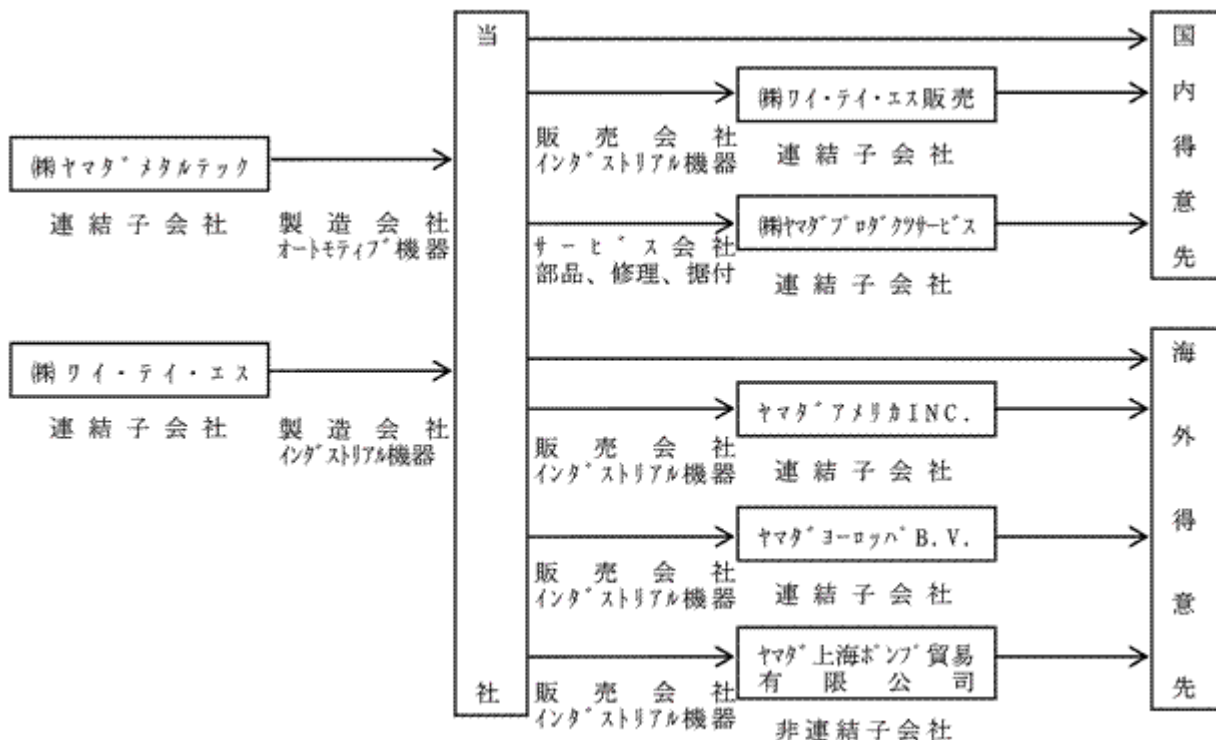 当社
国内得意先
㈱ワイ・テイ・エス販売
販売会社
インダストリアル機器
連結子会社
㈱ヤマダメタルテック
連結子会社
製造会社
オートモティブ機器
㈱ヤマダプロダクツサービス
サービス会社
部品、修理、据付
連結子会社
㈱ワイ・テイ・エス
連結子会社
製造会社
インダストリアル機器
海外得意先
ヤマダアメリカINC.
販売会社
インダストリアル機器
連結子会社
ヤマダヨーロッパB.V.
販売会社
インダストリアル機器
連結子会社
ヤマダ上海ポンプ貿易
有限公司
販売会社
インダストリアル機器
非連結子会社